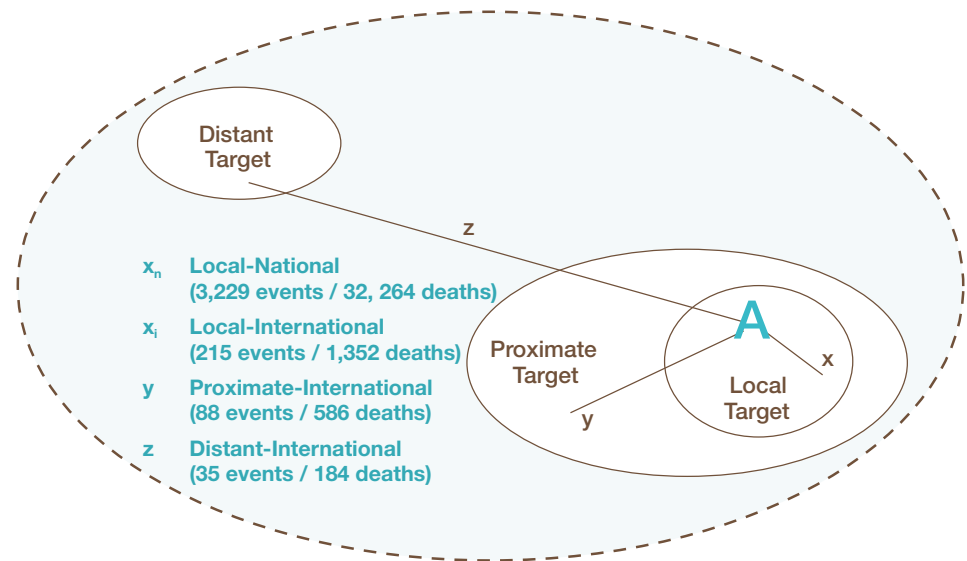 Distant
Target
z
xn Local-National
(3,229 events / 32, 264 deaths)
xi Local-International
(215 events / 1,352 deaths)
y Proximate-International
(88 events / 586 deaths)
z Distant-International
(35 events / 184 deaths)
A
x
Proximate
Target
Local
Target
y